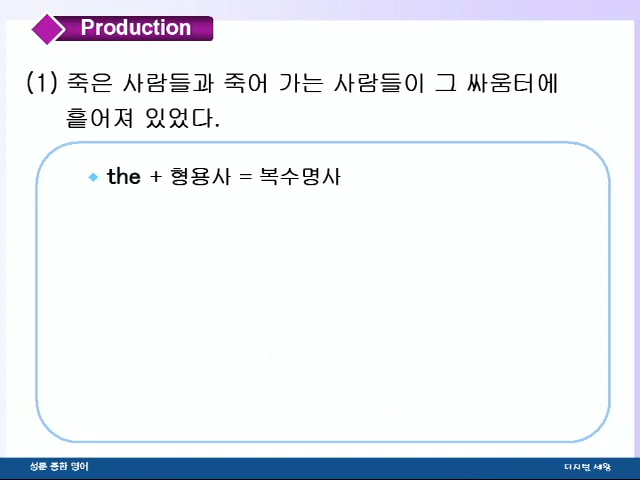 Production
(1) 죽은 사람들과 죽어 가는 사람들이 그 싸움터에
흩어져 있었다.
the + 형용사 = 복수명사
성문 종합 영어
디지털 세왕